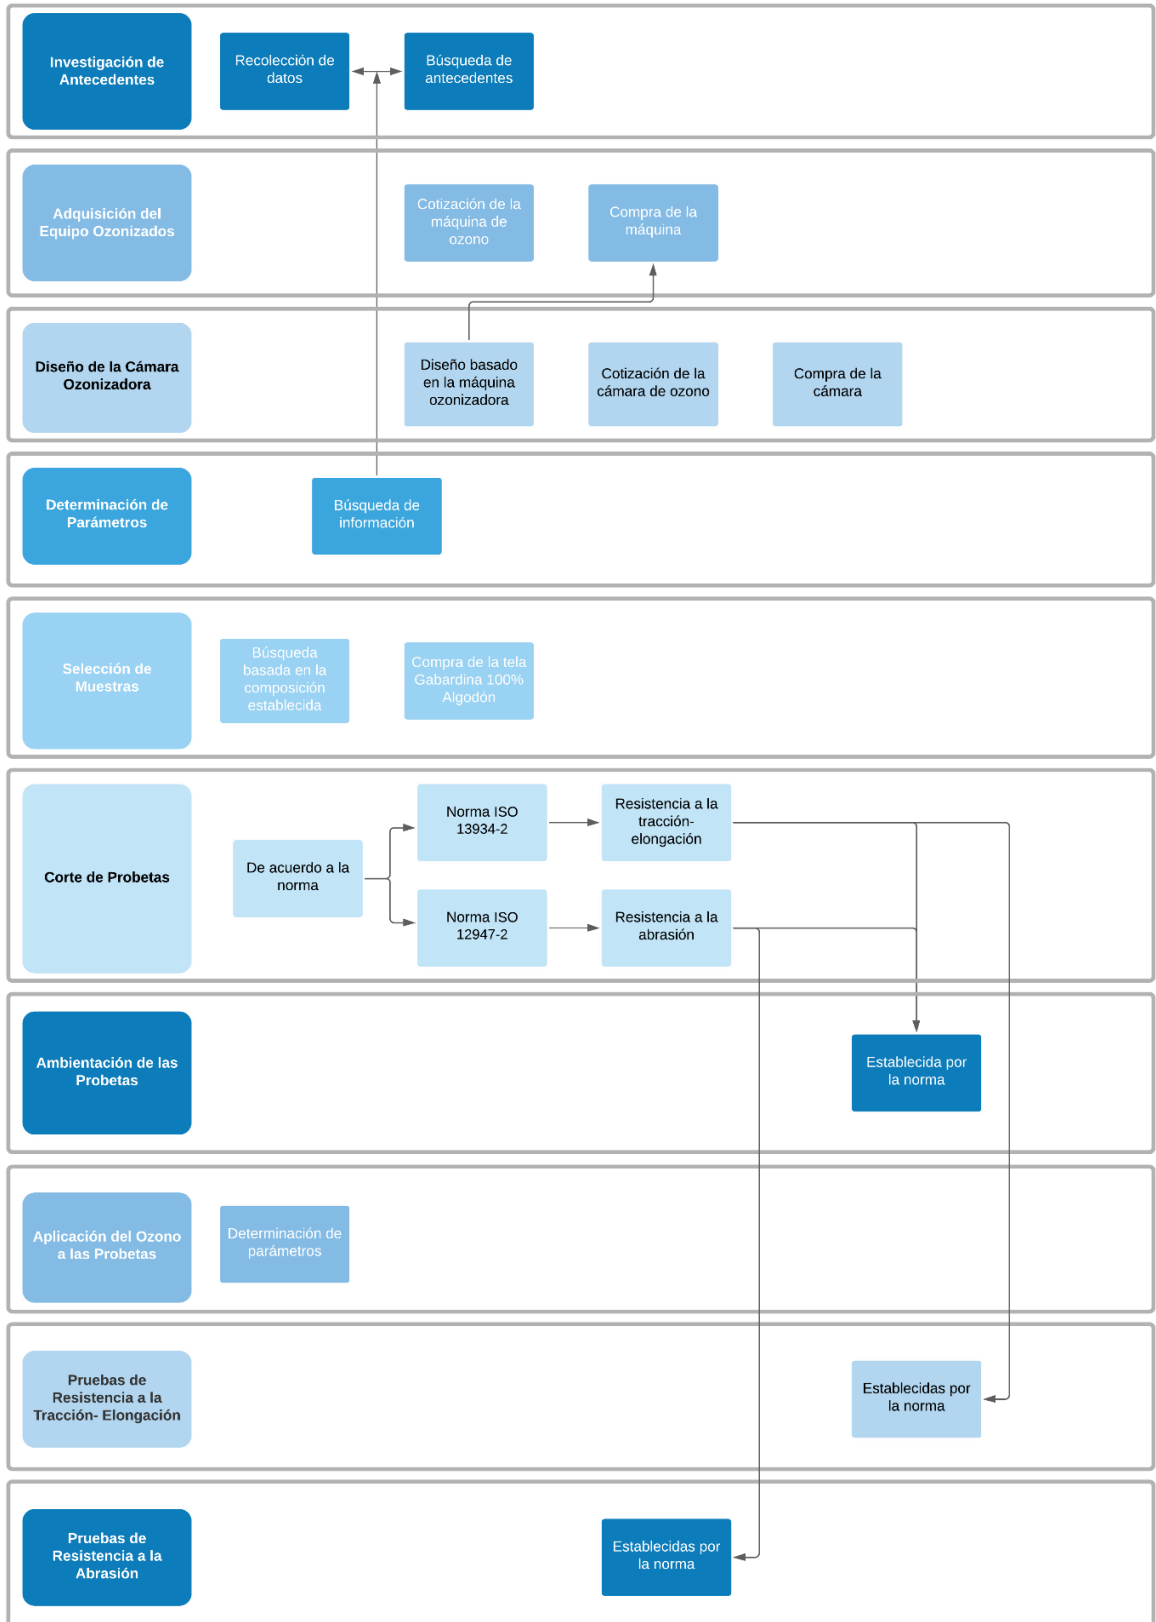 Investigación de
Antecedentes
Recolección de
datos
Búsqueda de
antecedentes
Adquisición del
Equipo Ozonizados
Cotización de la
máquina de
ozono
Compra de la
máquina
Diseño de la Cámara
Ozonizadora
Diseño basado
en la máquina
ozonizadora
Cotización de la
cámara de ozono
Compra de la
cámara
Determinación de
Parámetros
Búsqueda de
información
Selección de
Muestras
Búsqueda
basada en la
composición
establecida
Compra de la tela
Gabardina 100%
Algodón
Corte de Probetas
De acuerdo a la
norma
Norma ISO
13934-2
Resistencia a la
tracción-
elongación
Norma ISO
12947-2
Resistencia a la
abrasión
Ambientación de las
Probetas
Establecida por
la norma
Aplicación del Ozono
a las Probetas
Determinación de
parámetros
Pruebas de
Resistencia a la
Tracción- Elongación
Establecidas por
la norma
Pruebas de
Resistencia a la
Abrasión
Establecidas por
la norma